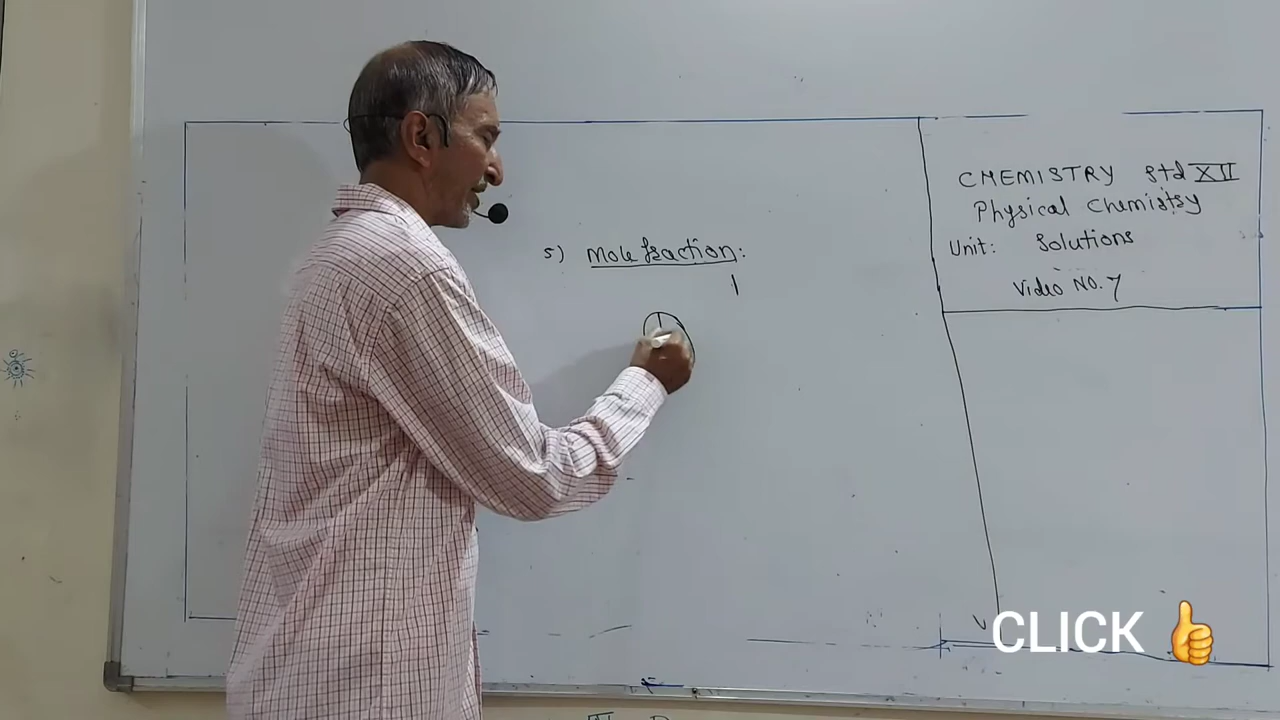 5) Mole fraction:
CHEMISTRY std XII
Physical Chemistry
Unit: Solutions
Video NO. 7
CLICK 👍